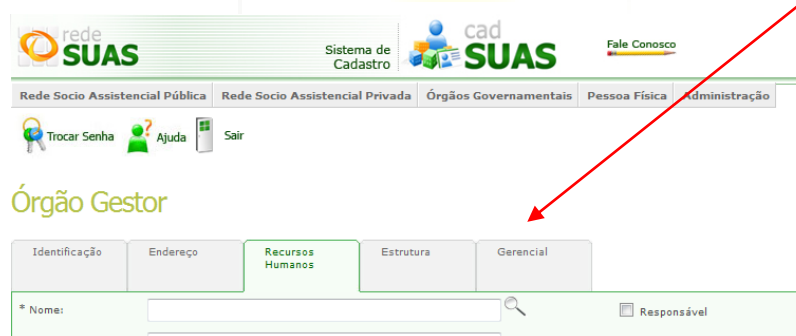 rede
SUAS
Sistema de
Cadastro
cad
SUAS
Fale Conosco
Rede Socio Assistencial Pública Rede Socio Assistencial Privada Órgãos Governamentais Pessoa Física Administração
Trocar Senha Ajuda Sair
Órgão Gestor
Identificação Endereço Recursos Humanos Estrutura Gerencial
* Nome: Responsável